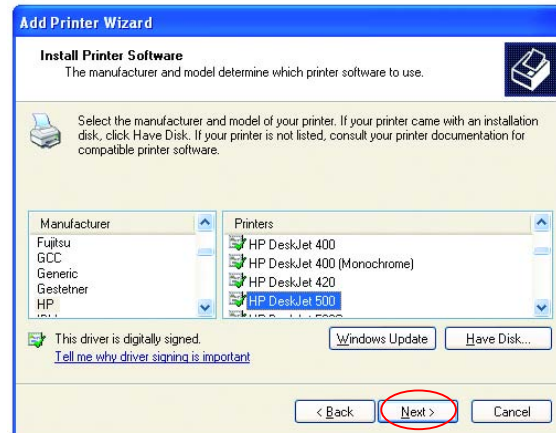 Add Printer Wizard
Install Printer Software
The manufacturer and model determine which printer software to use.
Select the manufacturer and model of your printer. If your printer came with an installation
disk, click Have Disk. If your printer is not listed, consult your printer documentation for
compatible printer software.
Manufacturer
Fujitsu
GCC
Generic
Gestetner
HP
Printers
HP DeskJet 400
HP DeskJet 400 (Monochrome)
HP DeskJet 420
HP DeskJet 500
This driver is digitally signed.
Tell me why driver signing is important
Windows Update
Have Disk...
< Back
Next >
Cancel